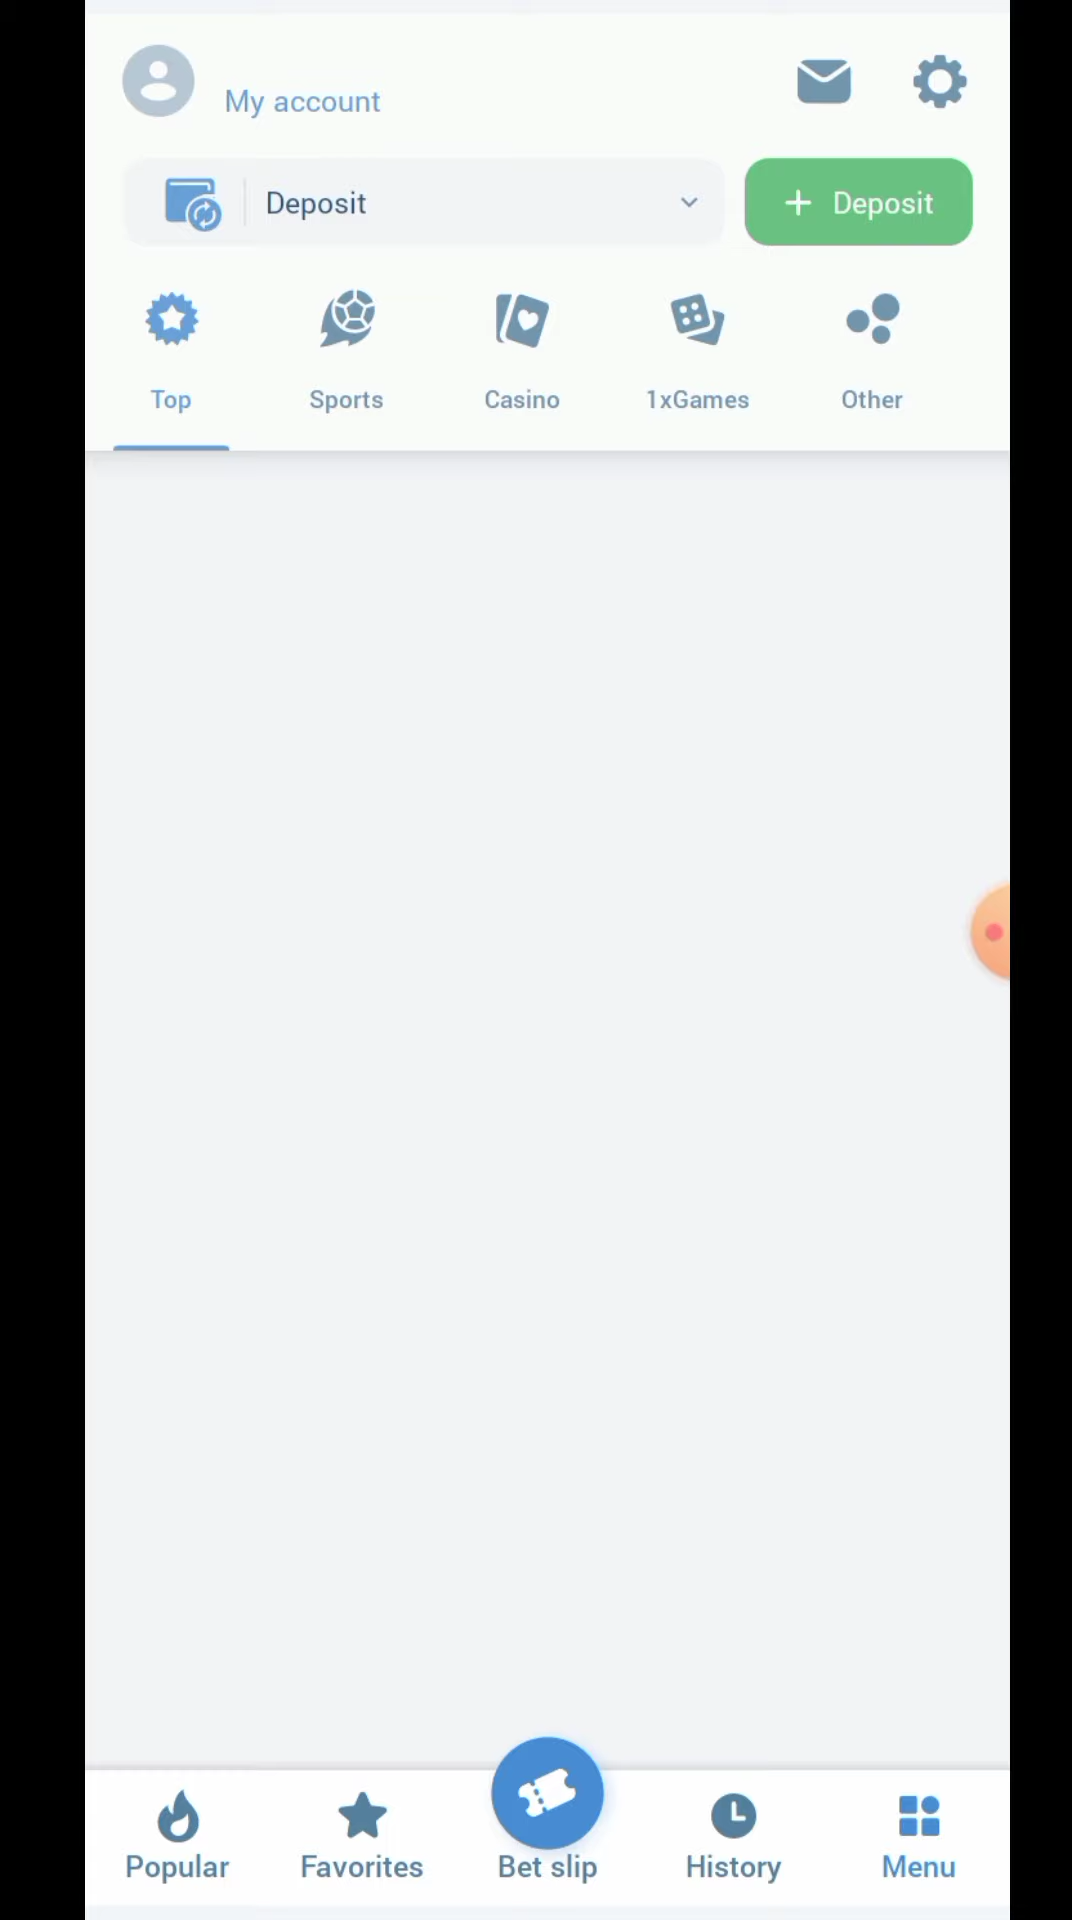 My account
Deposit
Deposit
Top
Sports
Casino
1xGames
Other
Popular
Favorites
Bet slip
History
Menu